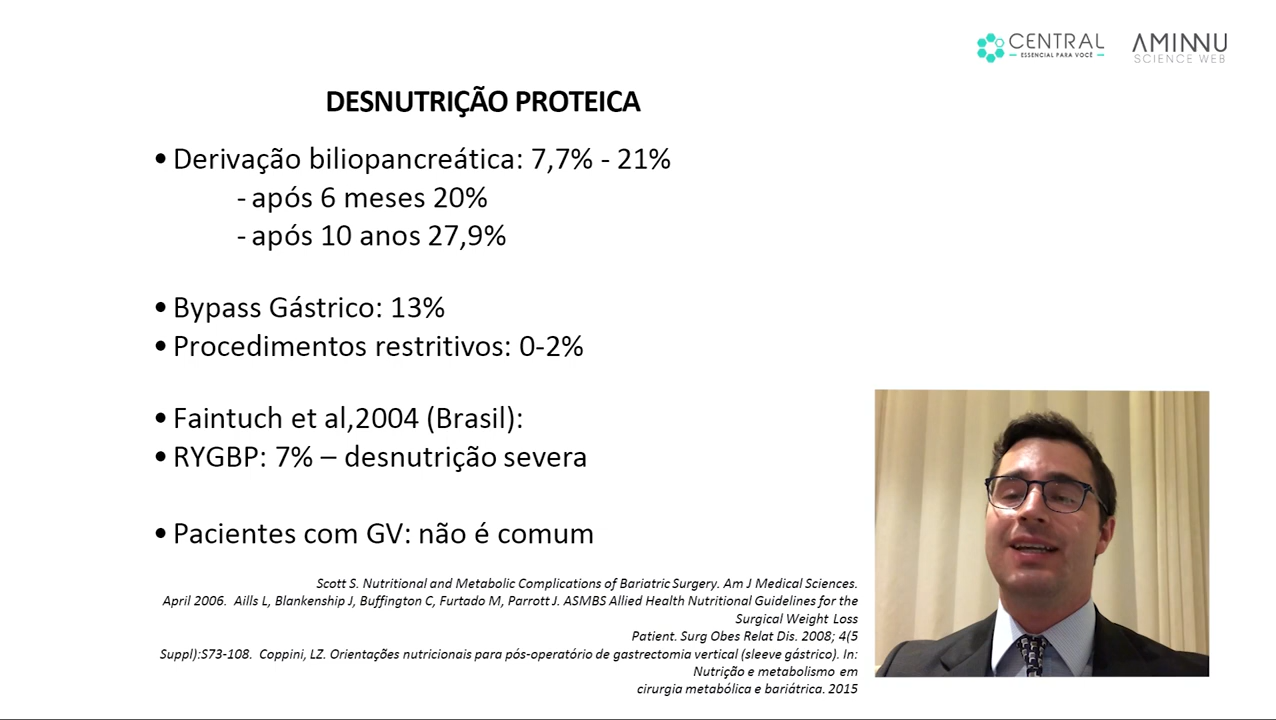 CENTRAL
ESSENCIAL PARA VOCÊ
AMINNU
SCIENCE WEB
DESNUTRIÇÃO PROTEICA
• Derivação biliopancreática: 7,7% - 21%
- após 6 meses 20%
- após 10 anos 27,9%
• Bypass Gástrico: 13%
• Procedimentos restritivos: 0-2%
• Faintuch et al,2004 (Brasil):
• RYGBP: 7% – desnutrição severa
• Pacientes com GV: não é comum
Scott S. Nutritional and Metabolic Complications of Bariatric Surgery. Am J Medical Sciences.
April 2006. Aills L, Blankenship J, Buffington C, Furtado M, Parrott J. ASMBS Allied Health Nutritional Guidelines for the
Surgical Weight Loss
Patient. Surg Obes Relat Dis. 2008; 4(5
Suppl):S73-108. Coppini, LZ. Orientações nutricionais para pós-operatório de gastrectomia vertical (sleeve gástrico). In:
Nutrição e metabolismo em
cirurgia metabólica e bariátrica. 2015